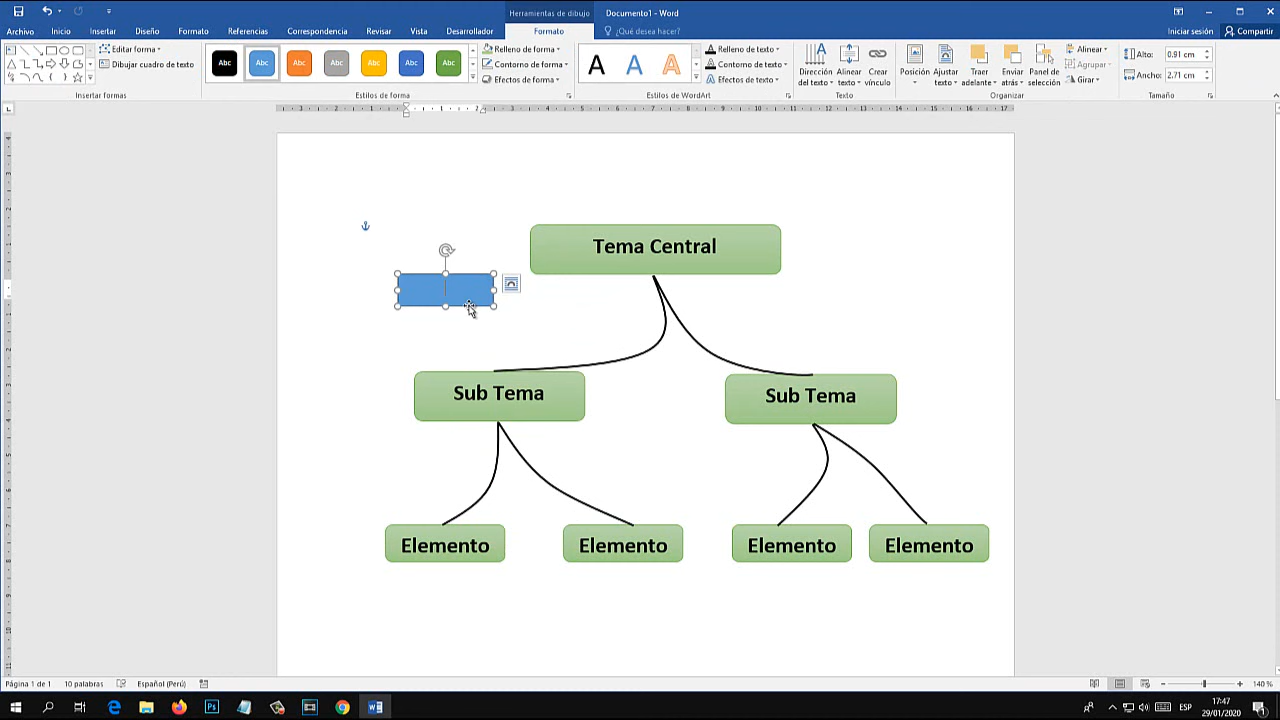 Herramientas de dibujo
Documento1 - Word
Archivo Inicio Insertar Diseño Formato Referencias Correspondencia Revisar Vista Desarrollador Formato ¿Qué desea hacer? Iniciar sesión Compartir
Editar forma
Dibujar cuadro de texto
Insertar formas
Abc Abc Abc Abc Abc Abc Abc
Relleno de forma
Contorno de forma
Efectos de forma
Estilos de forma
A A A
Relleno de texto
Contorno de texto
Efectos de texto
Estilos de WordArt
Dirección del texto
Alinear texto
Crear vínculo
Texto
Posición
Ajustar texto
Traer adelante
Enviar atrás
Panel de selección
Alinear
Agrupar
Girar
Organizar
Alto: 0.91 cm
Ancho: 2.71 cm
Tamaño
Tema Central
Sub Tema Sub Tema
Elemento Elemento Elemento Elemento
Página 1 de 1 10 palabras Español (Perú) 140 %
ESP
17:47
29/01/2020